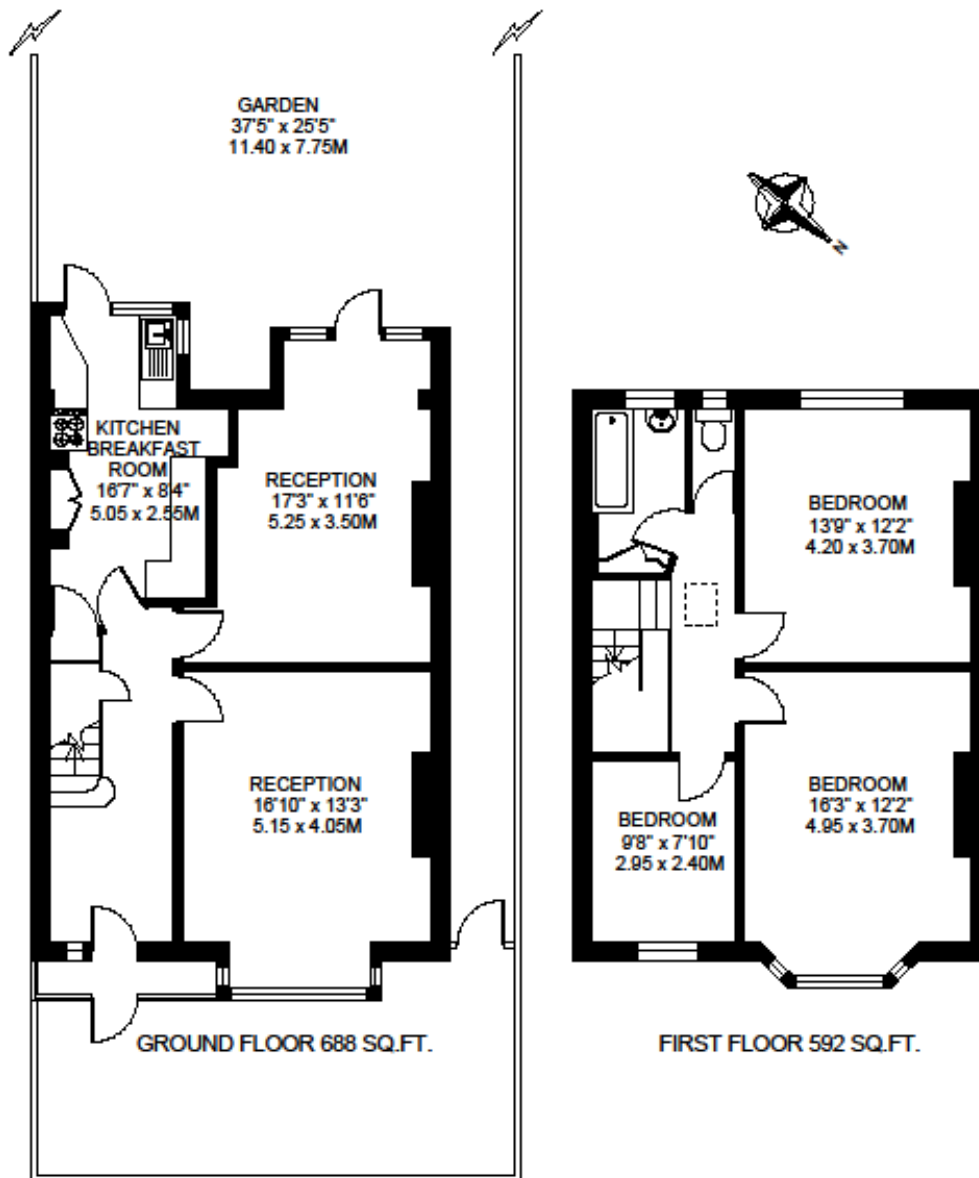 GARDEN
37'5" x 25'5"
11.40 x 7.75M
N
KITCHEN
BREAKFAST
ROOM
16'7" x 8'4"
5.05 x 2.55M
RECEPTION
17'3" x 11'6"
5.25 x 3.50M
RECEPTION
16'10" x 13'3"
5.15 x 4.05M
GROUND FLOOR 688 SQ.FT.
BEDROOM
13'9" x 12'2"
4.20 x 3.70M
BEDROOM
16'3" x 12'2"
4.95 x 3.70M
BEDROOM
9'8" x 7'10"
2.95 x 2.40M
FIRST FLOOR 592 SQ.FT.